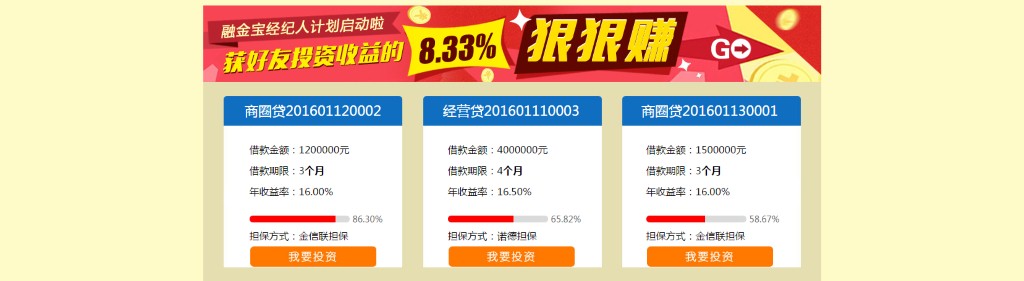 融金宝经纪人计划启动啦
获好友投资收益的 8.33% 狠狠赚 GO
商圈贷201601120002
借款金额：1200000元
借款期限：3个月
年收益率：16.00%
86.30%
担保方式：金信联担保
我要投资
经营贷201601110003
借款金额：4000000元
借款期限：4个月
年收益率：16.50%
65.82%
担保方式：诺德担保
我要投资
商圈贷201601130001
借款金额：1500000元
借款期限：3个月
年收益率：16.00%
58.67%
担保方式：金信联担保
我要投资